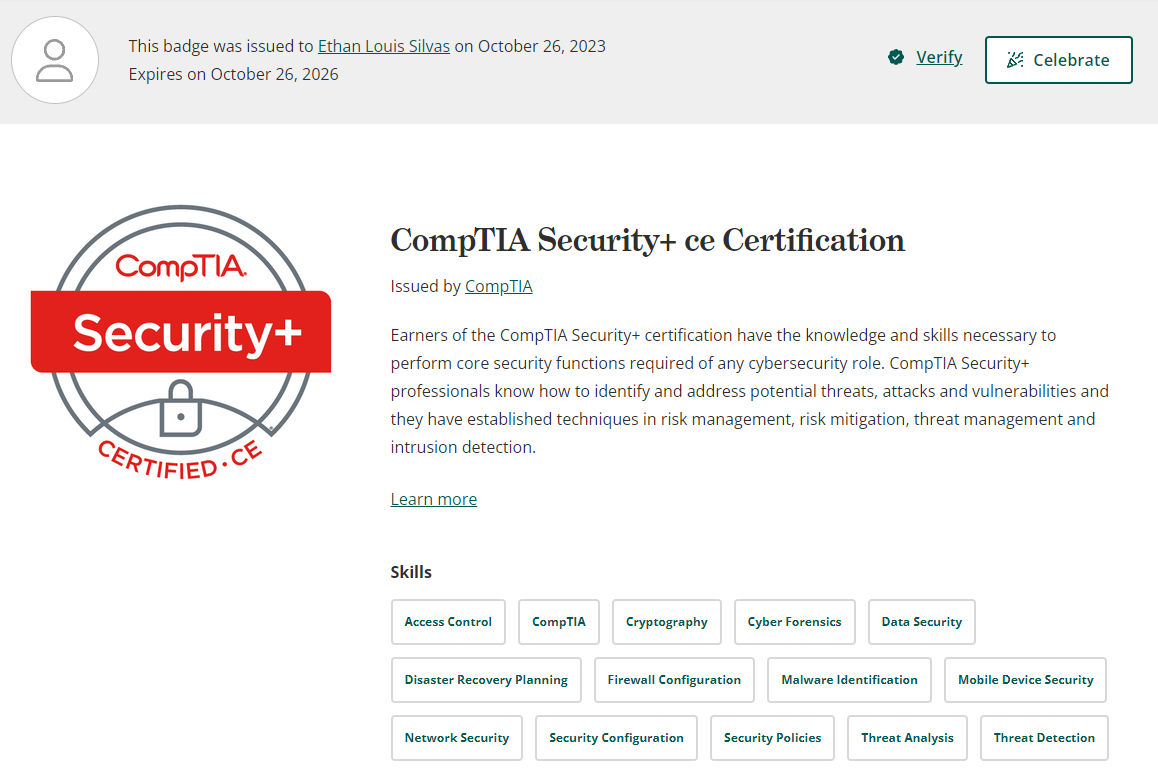 This badge was issued to Ethan Louis Silvas on October 26, 2023
Expires on October 26, 2026
Verify
Celebrate
CompTIA.
Security+
CERTIFIED • CE
CompTIA Security+ ce Certification
Issued by CompTIA
Earners of the CompTIA Security+ certification have the knowledge and skills necessary to
perform core security functions required of any cybersecurity role. CompTIA Security+
professionals know how to identify and address potential threats, attacks and vulnerabilities and
they have established techniques in risk management, risk mitigation, threat management and
intrusion detection.
Learn more
Skills
Access Control CompTIA Cryptography Cyber Forensics Data Security
Disaster Recovery Planning Firewall Configuration Malware Identification Mobile Device Security
Network Security Security Configuration Security Policies Threat Analysis Threat Detection